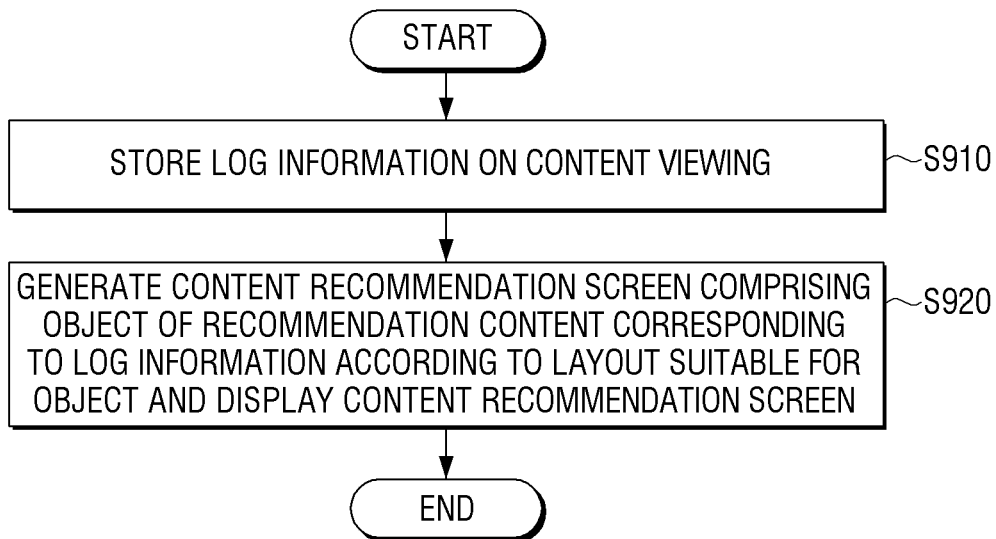 START
STORE LOG INFORMATION ON CONTENT VIEWING
S910
GENERATE CONTENT RECOMMENDATION SCREEN COMPRISING
OBJECT OF RECOMMENDATION CONTENT CORRESPONDING
TO LOG INFORMATION ACCORDING TO LAYOUT SUITABLE FOR
OBJECT AND DISPLAY CONTENT RECOMMENDATION SCREEN
S920
END